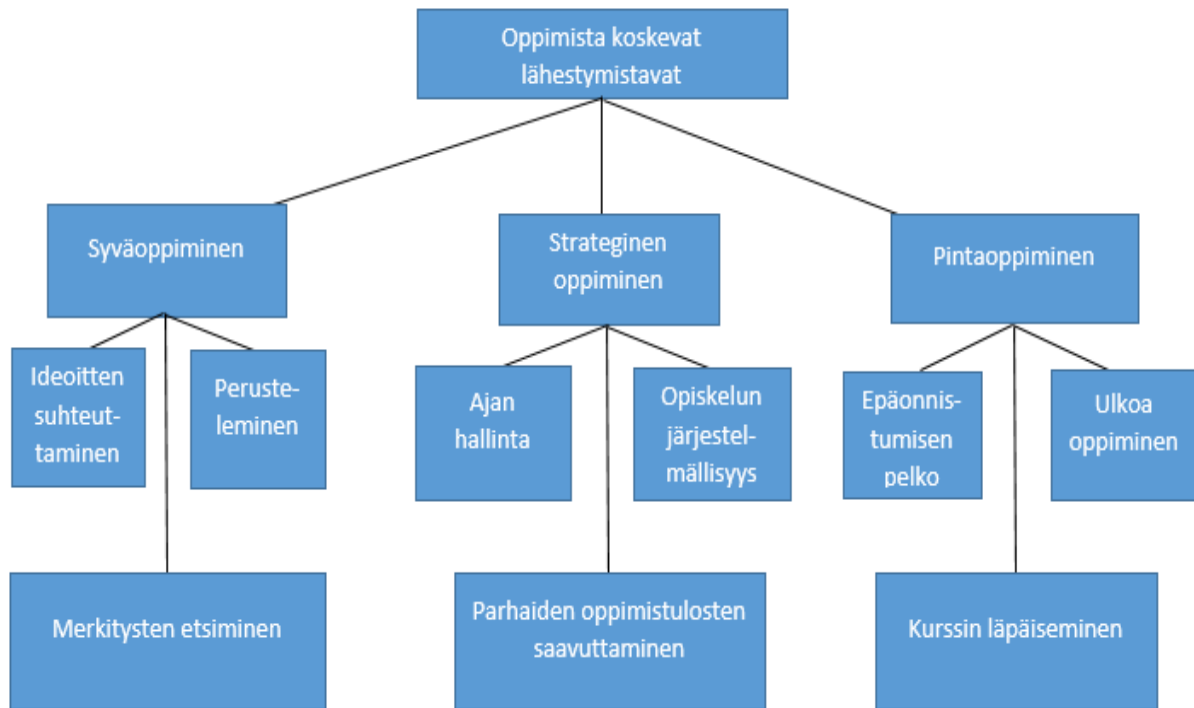 Oppimista koskevat
lähestymistavat
Syväoppiminen
Strateginen
oppiminen
Pintaoppiminen
Ideoitten
suhteut-
taminen
Peruste-
leminen
Ajan
hallinta
Opiskelun
järjestel-
mällisyys
Epäonnis-
tumisen
pelko
Ulkoa
oppiminen
Merkitysten etsiminen
Parhaiden oppimistulosten
saavuttaminen
Kurssin läpäiseminen